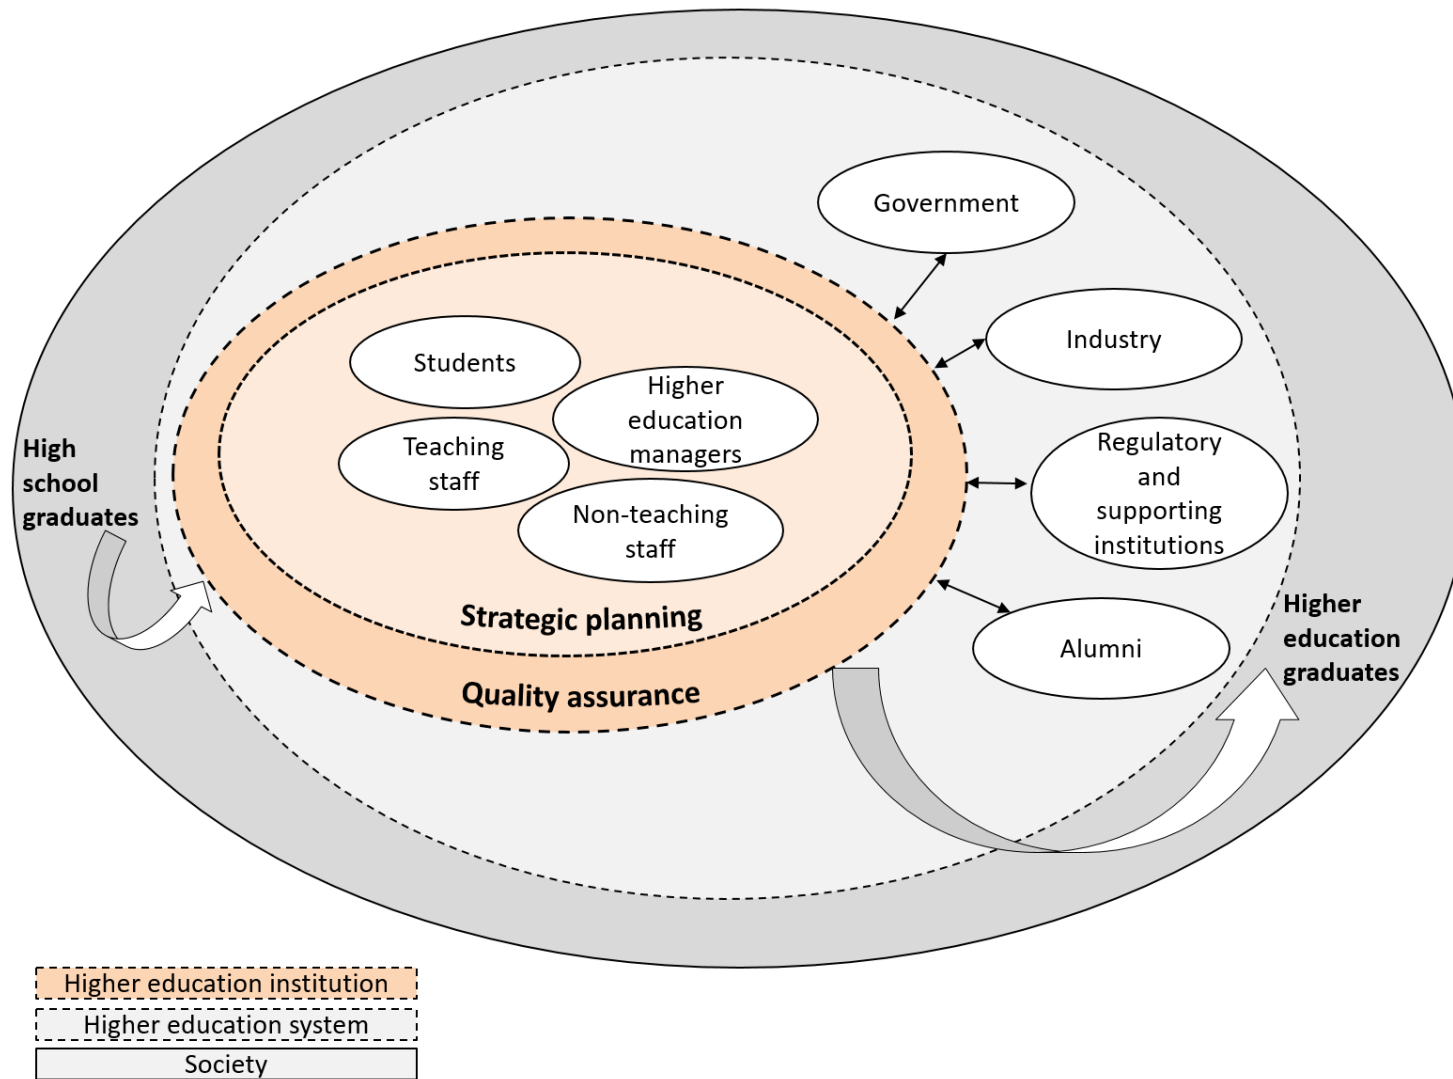 Government
Industry
Students
Higher
education
managers
Teaching
staff
High
school
graduates
Regulatory
and
supporting
institutions
Non-teaching
staff
Strategic planning
Higher
education
graduates
Alumni
Quality assurance
Higher education institution
Higher education system
Society